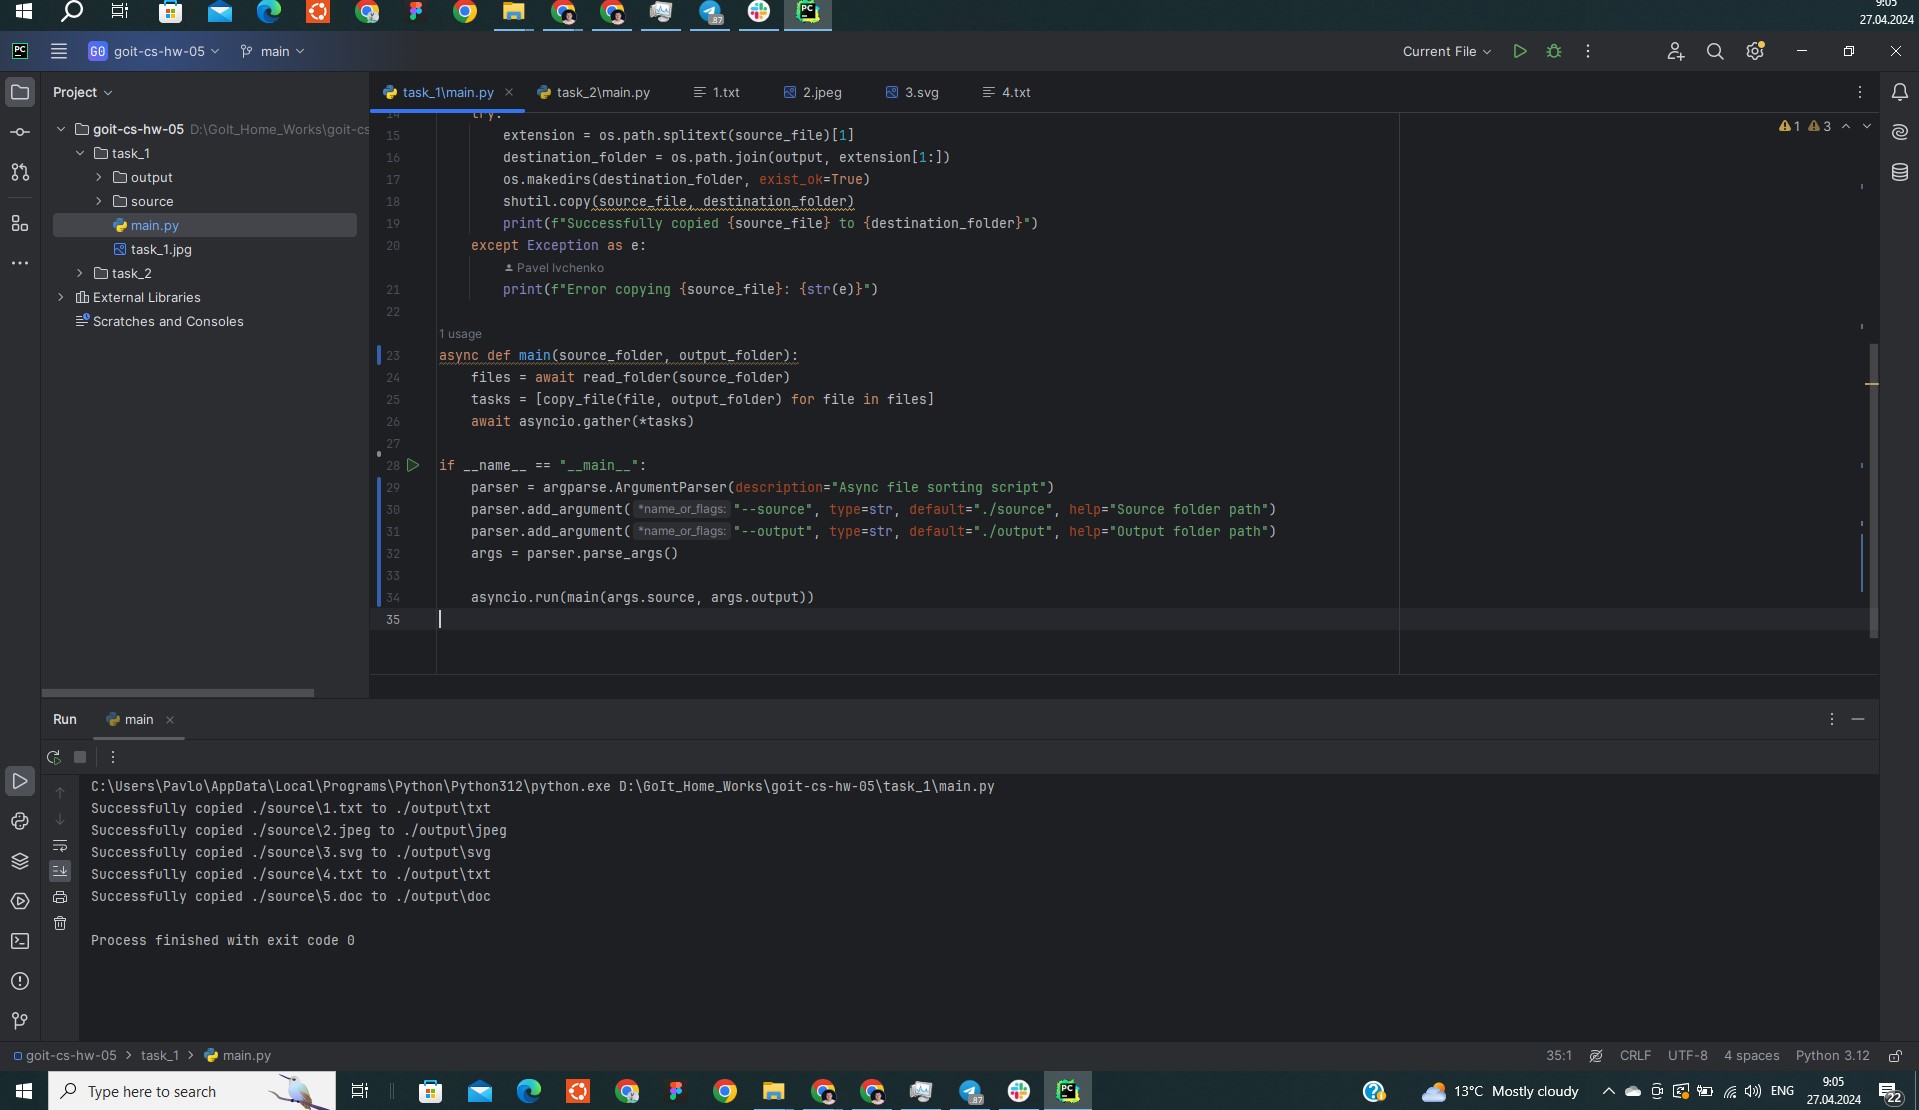 9:05
27.04.2024
87
PC
GO goit-cs-hw-05
main
Current File
Project
task_1\main.py
task_2\main.py
1.txt
2.jpeg
3.svg
4.txt
goit-cs-hw-05 D:\GoIt_Home_Works\goit-cs
task_1
output
source
main.py
task_1.jpg
task_2
External Libraries
Scratches and Consoles
1 3
14 try:
15 extension = os.path.splitext(source_file)[1]
16 destination_folder = os.path.join(output, extension[1:])
17 os.makedirs(destination_folder, exist_ok=True)
18 shutil.copy(source_file, destination_folder)
19 print(f"Successfully copied {source_file} to {destination_folder}")
20 except Exception as e:
Pavel Ivchenko
21 print(f"Error copying {source_file}: {str(e)}")
22
1 usage
23 async def main(source_folder, output_folder):
24 files = await read_folder(source_folder)
25 tasks = [copy_file(file, output_folder) for file in files]
26 await asyncio.gather(*tasks)
27
28 if __name__ == "__main__":
29 parser = argparse.ArgumentParser(description="Async file sorting script")
30 parser.add_argument( *name_or_flags: "--source", type=str, default="./source", help="Source folder path")
31 parser.add_argument( *name_or_flags: "--output", type=str, default="./output", help="Output folder path")
32 args = parser.parse_args()
33
34 asyncio.run(main(args.source, args.output))
35
Run
main
C:\Users\Pavlo\AppData\Local\Programs\Python\Python312\python.exe D:\GoIt_Home_Works\goit-cs-hw-05\task_1\main.py
Successfully copied ./source\1.txt to ./output\txt
Successfully copied ./source\2.jpeg to ./output\jpeg
Successfully copied ./source\3.svg to ./output\svg
Successfully copied ./source\4.txt to ./output\txt
Successfully copied ./source\5.doc to ./output\doc
Process finished with exit code 0
goit-cs-hw-05 > task_1 > main.py
35:1 CRLF UTF-8 4 spaces Python 3.12
Type here to search
87
PC
13°C Mostly cloudy
ENG
9:05
27.04.2024
22